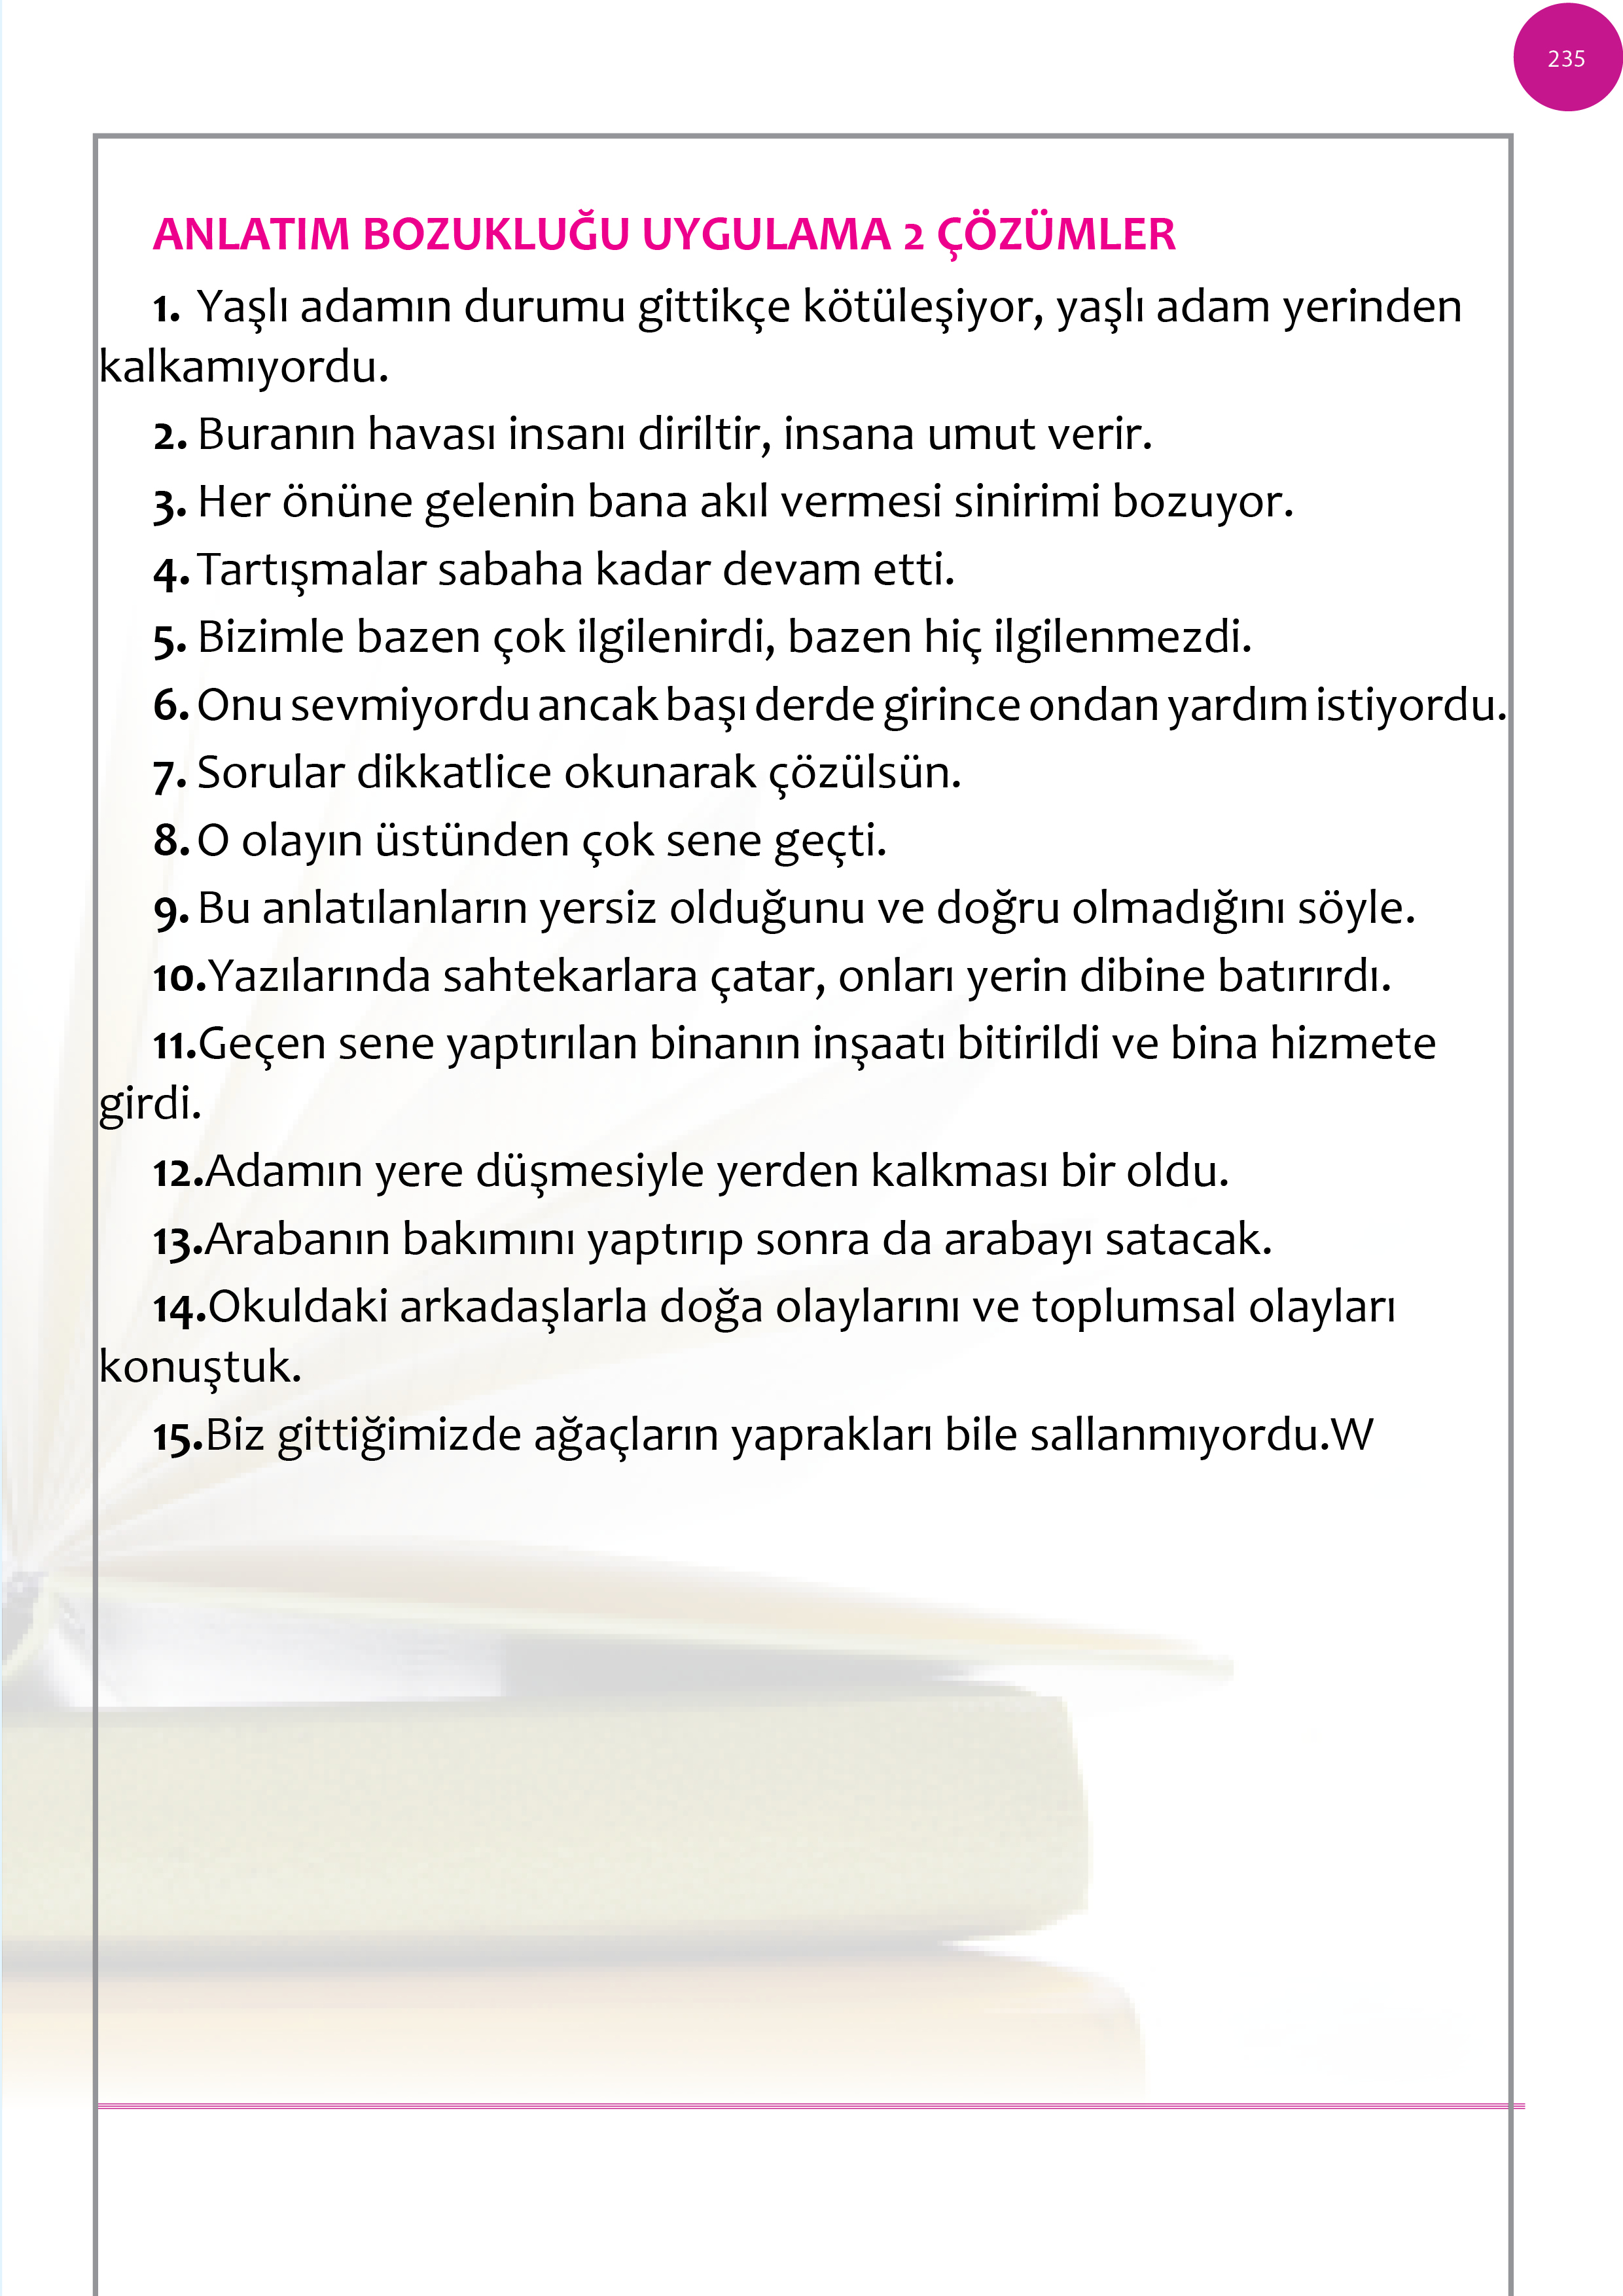 235
ANLATIM BOZUKLUĞU UYGULAMA 2 ÇÖZÜMLER
1. Yaşlı adamın durumu gittikçe kötüleşiyor, yaşlı adam yerinden
kalkamıyordu.
2. Buranın havası insanı diriltir, insana umut verir.
3. Her önüne gelenin bana akıl vermesi sinirimi bozuyor.
4. Tartışmalar sabaha kadar devam etti.
5. Bizimle bazen çok ilgilenirdi, bazen hiç ilgilenmezdi.
6. Onu sevmiyordu ancak başı derde girince ondan yardım istiyordu.
7. Sorular dikkatlice okunarak çözülsün.
8. O olayın üstünden çok sene geçti.
9. Bu anlatılanların yersiz olduğunu ve doğru olmadığını söyle.
10.Yazılarında sahtekarlara çatar, onları yerin dibine batırırdı.
11.Geçen sene yaptırılan binanın inşaatı bitirildi ve bina hizmete
girdi.
12.Adamın yere düşmesiyle yerden kalkması bir oldu.
13.Arabanın bakımını yaptırıp sonra da arabayı satacak.
14.Okuldaki arkadaşlarla doğa olaylarını ve toplumsal olayları
konuştuk.
15.Biz gittiğimizde ağaçların yaprakları bile sallanmıyordu.W